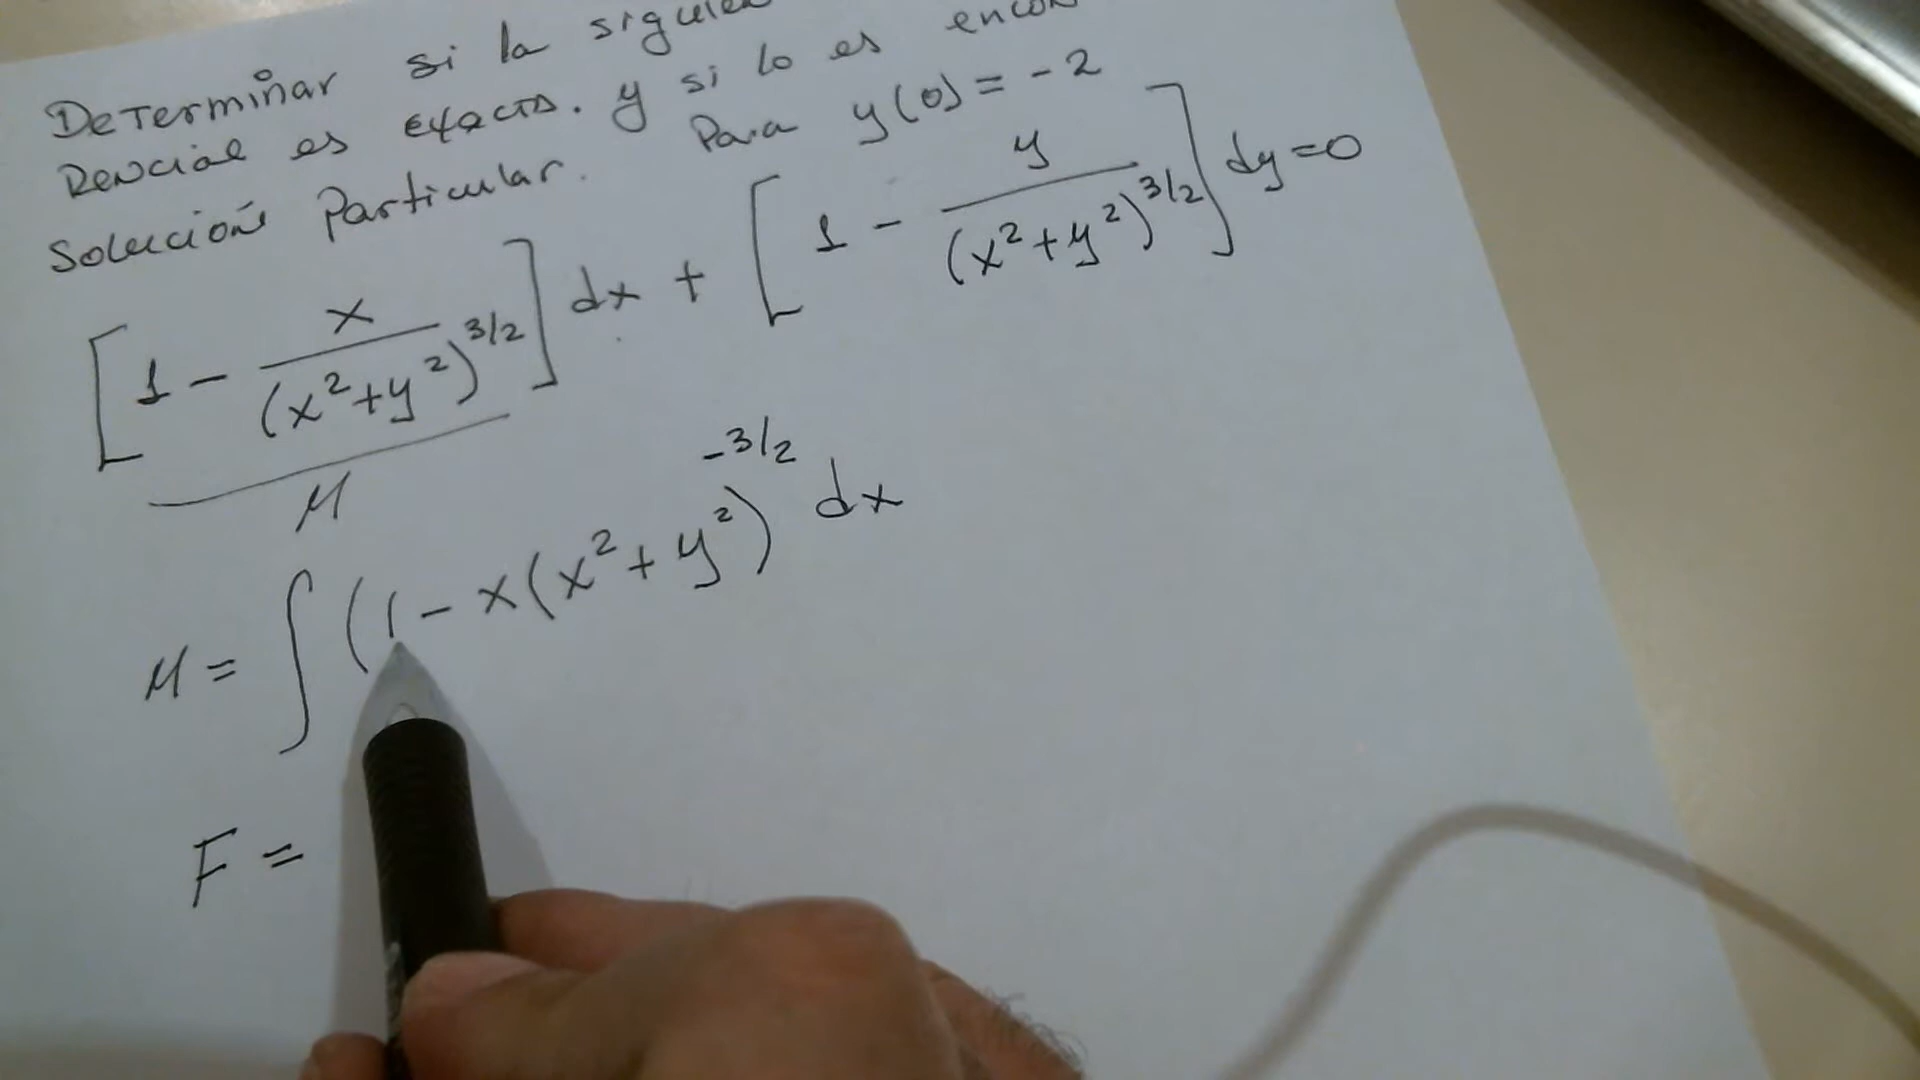 Determinar si la
Rencial es exacta. y si lo es
Solución Particular. Para y(0) = -2
[1 - x/(x²+y²)^3/2] dx + [1 - y/(x²+y²)^3/2] dy=0
M
M = ∫ (1 - x(x²+y²)^-3/2 dx
F =